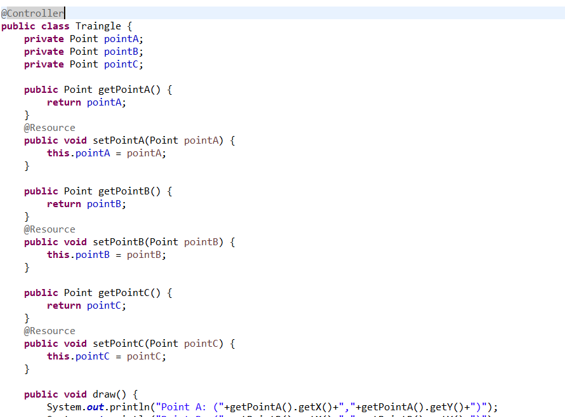 @Controller
public class Traingle {
    private Point pointA;
    private Point pointB;
    private Point pointC;

    public Point getPointA() {
        return pointA;
    }
    @Resource
    public void setPointA(Point pointA) {
        this.pointA = pointA;
    }

    public Point getPointB() {
        return pointB;
    }
    @Resource
    public void setPointB(Point pointB) {
        this.pointB = pointB;
    }

    public Point getPointC() {
        return pointC;
    }
    @Resource
    public void setPointC(Point pointC) {
        this.pointC = pointC;
    }

    public void draw() {
        System.out.println("Point A: ("+getPointA().getX()+","+getPointA().getY()+")");